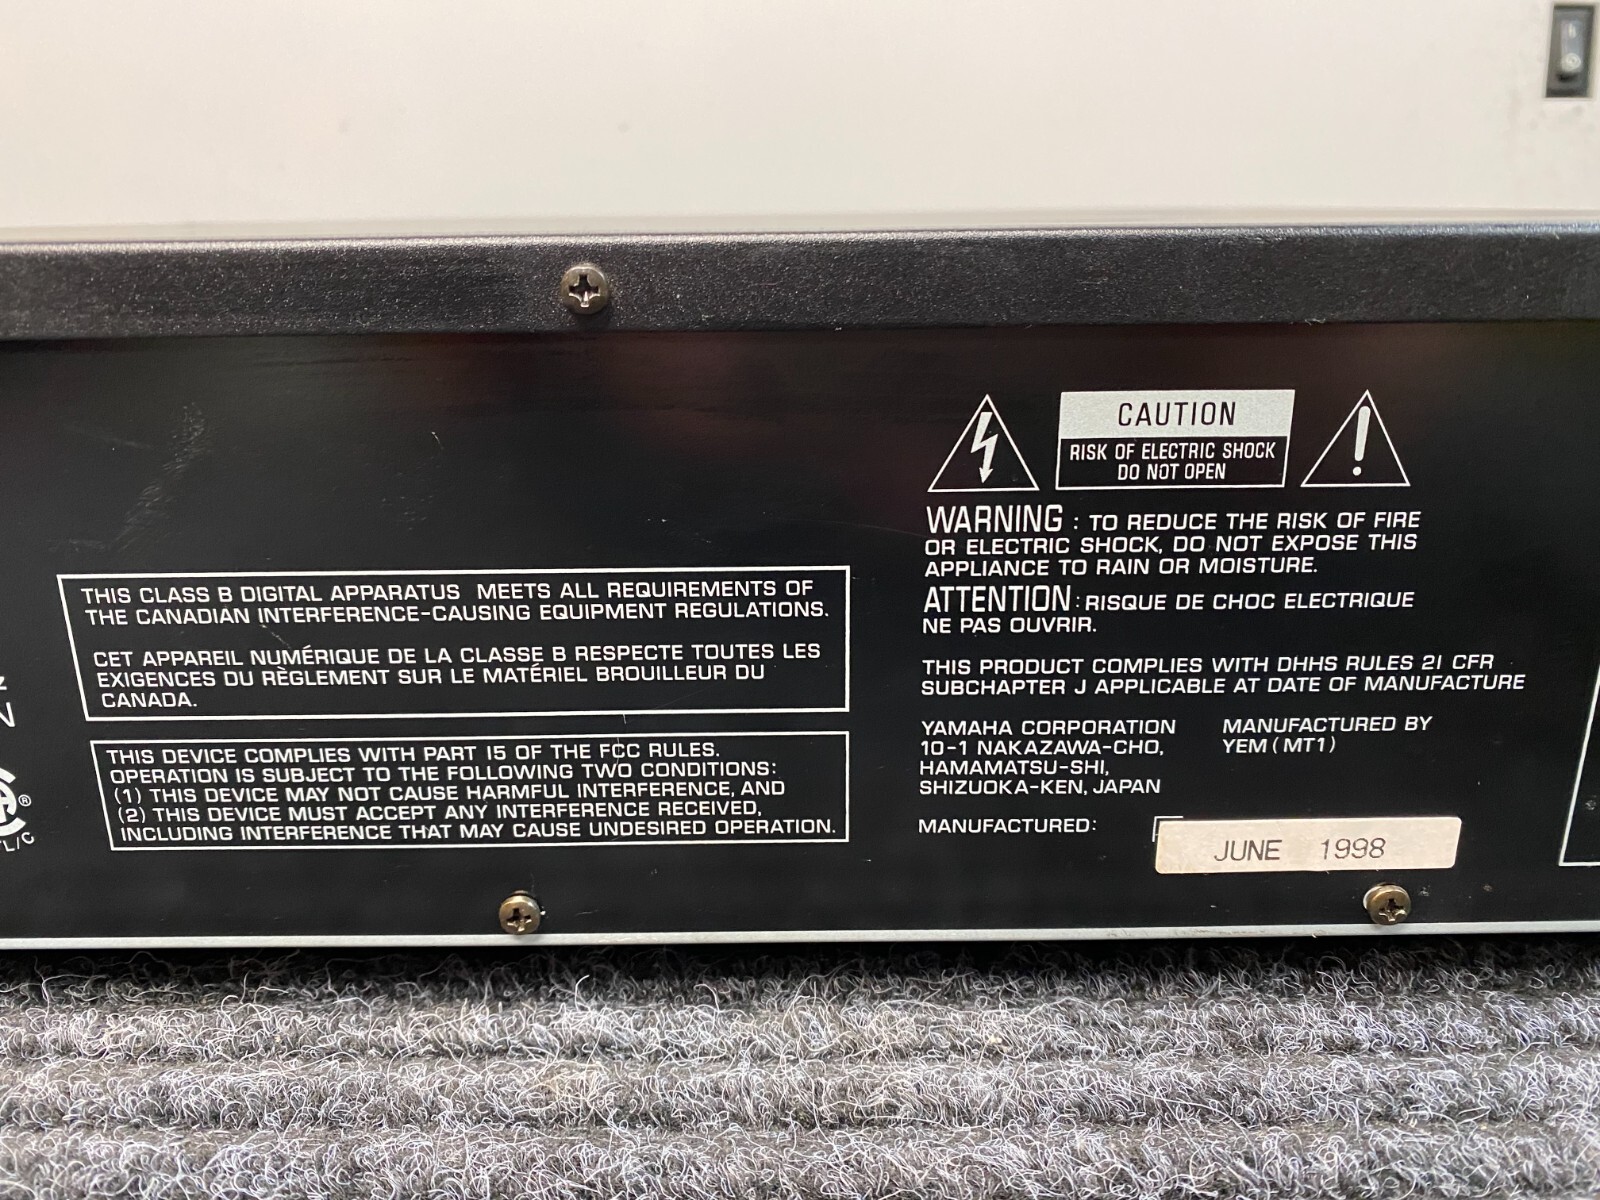 THIS CLASS B DIGITAL APPARATUS MEETS ALL REQUIREMENTS OF
THE CANADIAN INTERFERENCE-CAUSING EQUIPMENT REGULATIONS.
CET APPAREIL NUMÉRIQUE DE LA CLASSE B RESPECTE TOUTES LES
EXIGENCES DU RÈGLEMENT SUR LE MATÉRIEL BROUILLEUR DU
CANADA.
THIS DEVICE COMPLIES WITH PART 15 OF THE FCC RULES.
OPERATION IS SUBJECT TO THE FOLLOWING TWO CONDITIONS:
(1) THIS DEVICE MAY NOT CAUSE HARMFUL INTERFERENCE, AND
(2) THIS DEVICE MUST ACCEPT ANY INTERFERENCE RECEIVED,
INCLUDING INTERFERENCE THAT MAY CAUSE UNDESIRED OPERATION.
CAUTION
RISK OF ELECTRIC SHOCK
DO NOT OPEN
WARNING : TO REDUCE THE RISK OF FIRE
OR ELECTRIC SHOCK, DO NOT EXPOSE THIS
APPLIANCE TO RAIN OR MOISTURE.
ATTENTION : RISQUE DE CHOC ELECTRIQUE
NE PAS OUVRIR.
THIS PRODUCT COMPLIES WITH DHHS RULES 21 CFR
SUBCHAPTER J APPLICABLE AT DATE OF MANUFACTURE
YAMAHA CORPORATION
10-1 NAKAZAWA-CHO,
HAMAMATSU-SHI,
SHIZUOKA-KEN, JAPAN
MANUFACTURED BY
YEM (MT1)
MANUFACTURED:
JUNE 1998